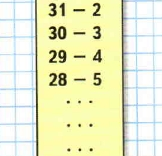 31 – 2
30 – 3
29 – 4
28 – 5
. . .
. . .
. . .